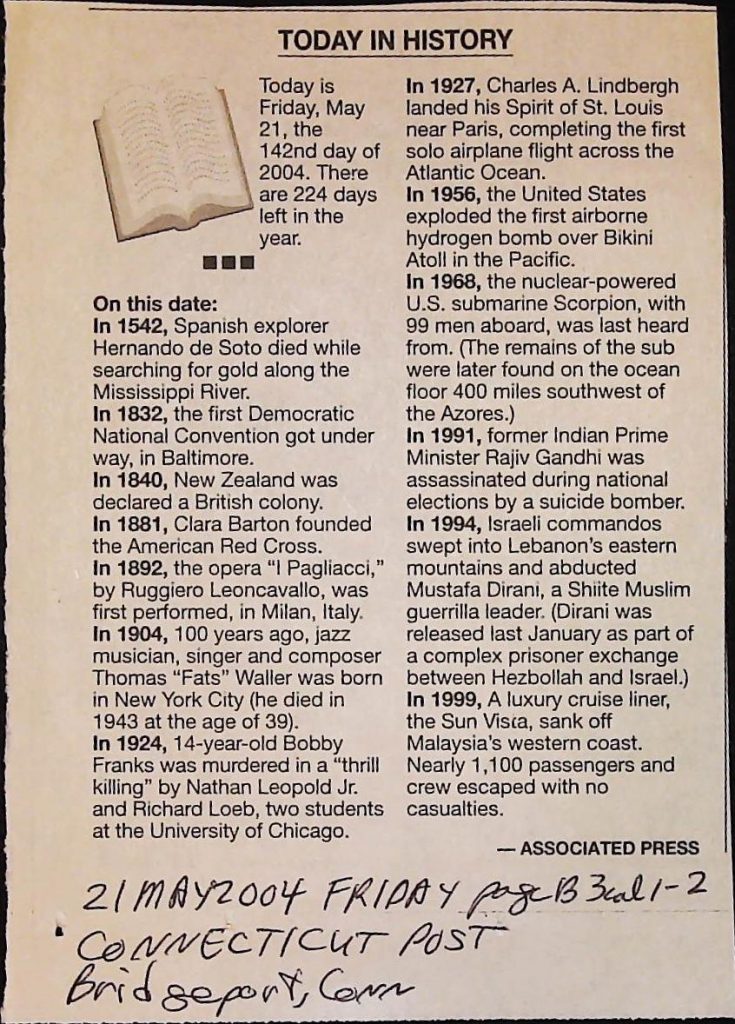 TODAY IN HISTORY
Today is
Friday, May
21, the
142nd day of
2004. There
are 224 days
left in the
year.
On this date:
In 1542, Spanish explorer
Hernando de Soto died while
searching for gold along the
Mississippi River.
In 1832, the first Democratic
National Convention got under
way, in Baltimore.
In 1840, New Zealand was
declared a British colony.
In 1881, Clara Barton founded
the American Red Cross.
In 1892, the opera “I Pagliacci,”
by Ruggiero Leoncavallo, was
first performed, in Milan, Italy.
In 1904, 100 years ago, jazz
musician, singer and composer
Thomas “Fats” Waller was born
in New York City (he died in
1943 at the age of 39).
In 1924, 14-year-old Bobby
Franks was murdered in a “thrill
killing” by Nathan Leopold Jr.
and Richard Loeb, two students
at the University of Chicago.
In 1927, Charles A. Lindbergh
landed his Spirit of St. Louis
near Paris, completing the first
solo airplane flight across the
Atlantic Ocean.
In 1956, the United States
exploded the first airborne
hydrogen bomb over Bikini
Atoll in the Pacific.
In 1968, the nuclear-powered
U.S. submarine Scorpion, with
99 men aboard, was last heard
from. (The remains of the sub
were later found on the ocean
floor 400 miles southwest of
the Azores.)
In 1991, former Indian Prime
Minister Rajiv Gandhi was
assassinated during national
elections by a suicide bomber.
In 1994, Israeli commandos
swept into Lebanon’s eastern
mountains and abducted
Mustafa Dirani, a Shiite Muslim
guerrilla leader. (Dirani was
released last January as part of
a complex prisoner exchange
between Hezbollah and Israel.)
In 1999, A luxury cruise liner,
the Sun Vista, sank off
Malaysia’s western coast.
Nearly 1,100 passengers and
crew escaped with no
casualties.
— ASSOCIATED PRESS
21 MAY 2004 FRIDAY page B 3 col 1-2
CONNECTICUT POST
Bridgeport, Conn